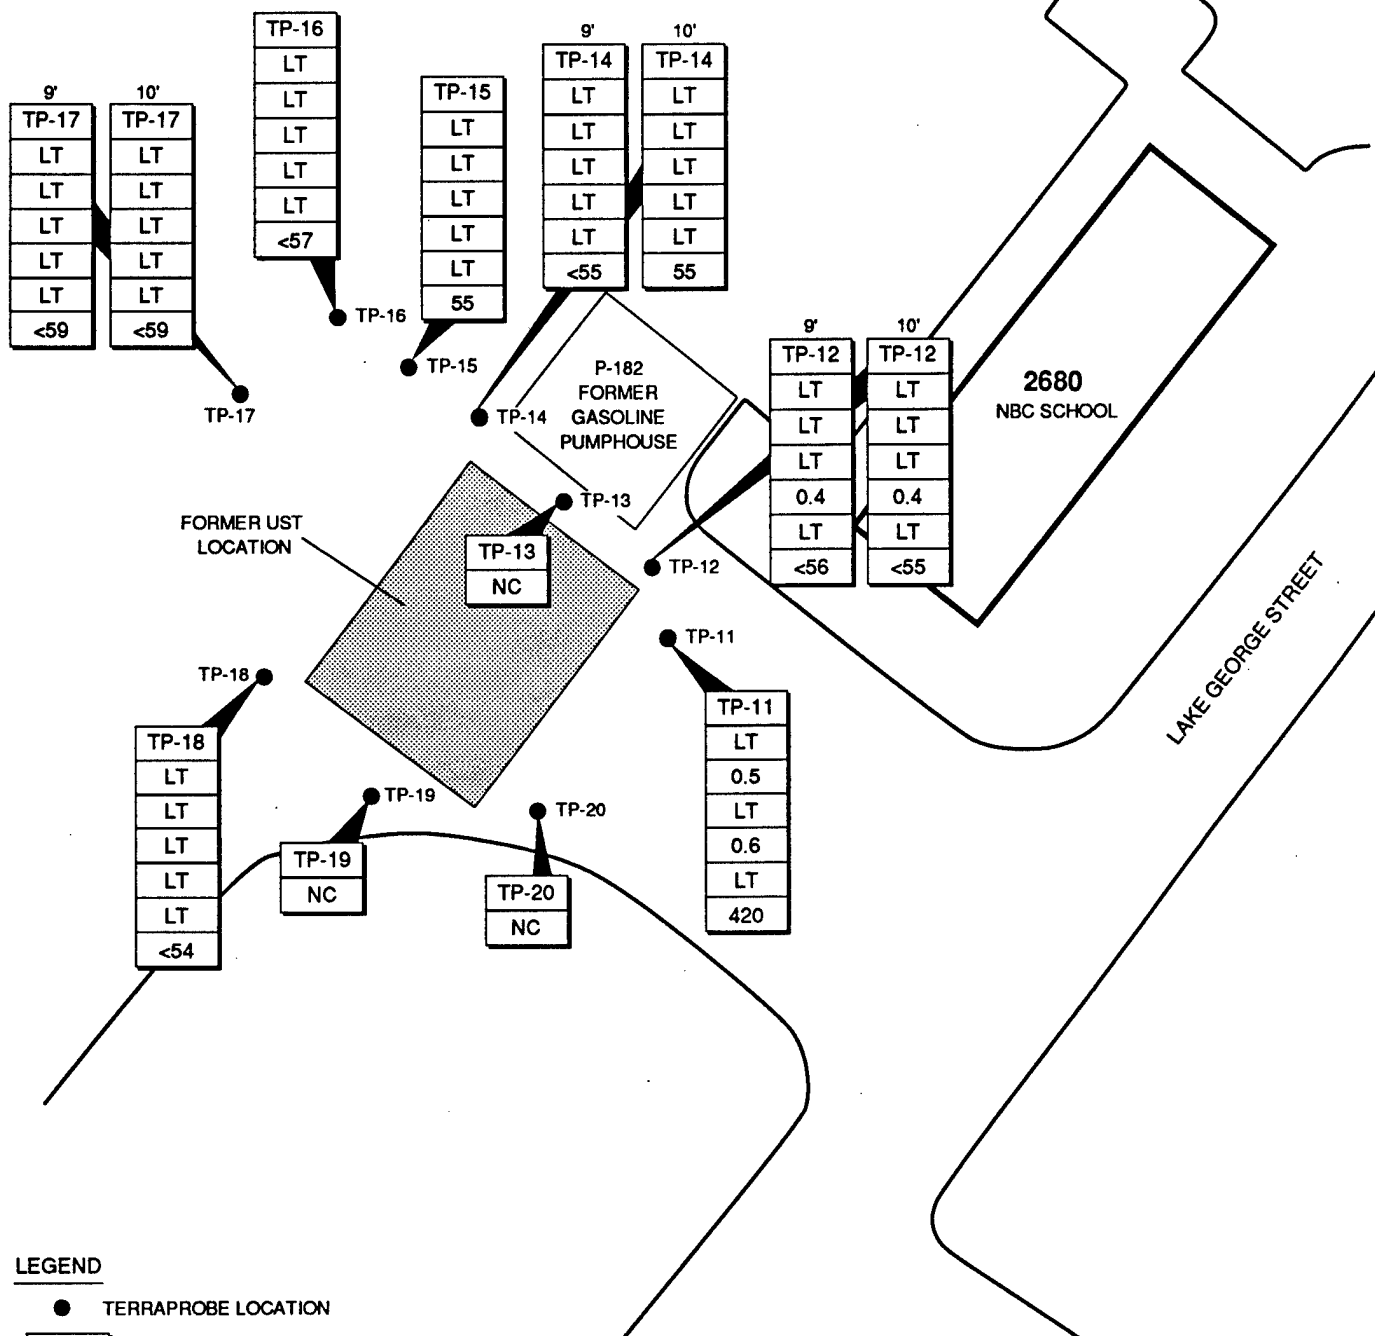 TP-16
LT
LT
LT
LT
LT
<57
9'
TP-17
LT
LT
LT
LT
LT
<59
10'
TP-17
LT
LT
LT
LT
LT
<59
TP-15
LT
LT
LT
LT
LT
55
9'
TP-14
LT
LT
LT
LT
LT
<55
10'
TP-14
LT
LT
LT
LT
LT
55
TP-16
TP-15
TP-17
TP-14
P-182
FORMER
GASOLINE
PUMPHOUSE
9'
TP-12
LT
LT
LT
0.4
LT
<56
10'
TP-12
LT
LT
LT
0.4
LT
<55
2680
NBC SCHOOL
TP-13
FORMER UST
LOCATION
TP-13
NC
TP-12
TP-11
LAKE GEORGE STREET
TP-18
TP-11
LT
0.5
LT
0.6
LT
420
TP-18
LT
LT
LT
LT
LT
<54
TP-19
TP-20
TP-19
NC
TP-20
NC
LEGEND
TERRAPROBE LOCATION